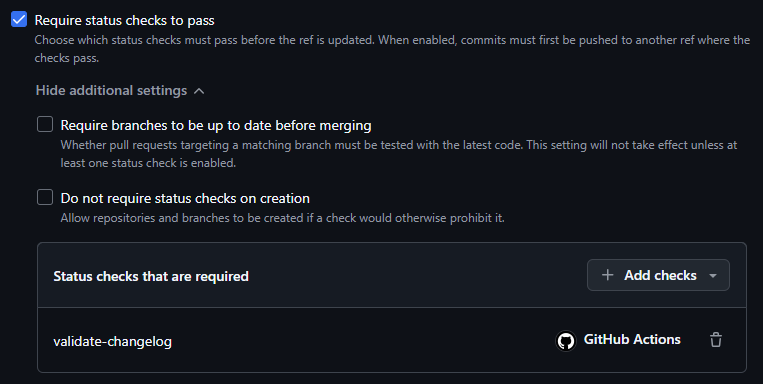 Require status checks to pass
Choose which status checks must pass before the ref is updated. When enabled, commits must first be pushed to another ref where the
checks pass.
Hide additional settings
Require branches to be up to date before merging
Whether pull requests targeting a matching branch must be tested with the latest code. This setting will not take effect unless at
least one status check is enabled.
Do not require status checks on creation
Allow repositories and branches to be created if a check would otherwise prohibit it.
Status checks that are required
Add checks
validate-changelog
GitHub Actions